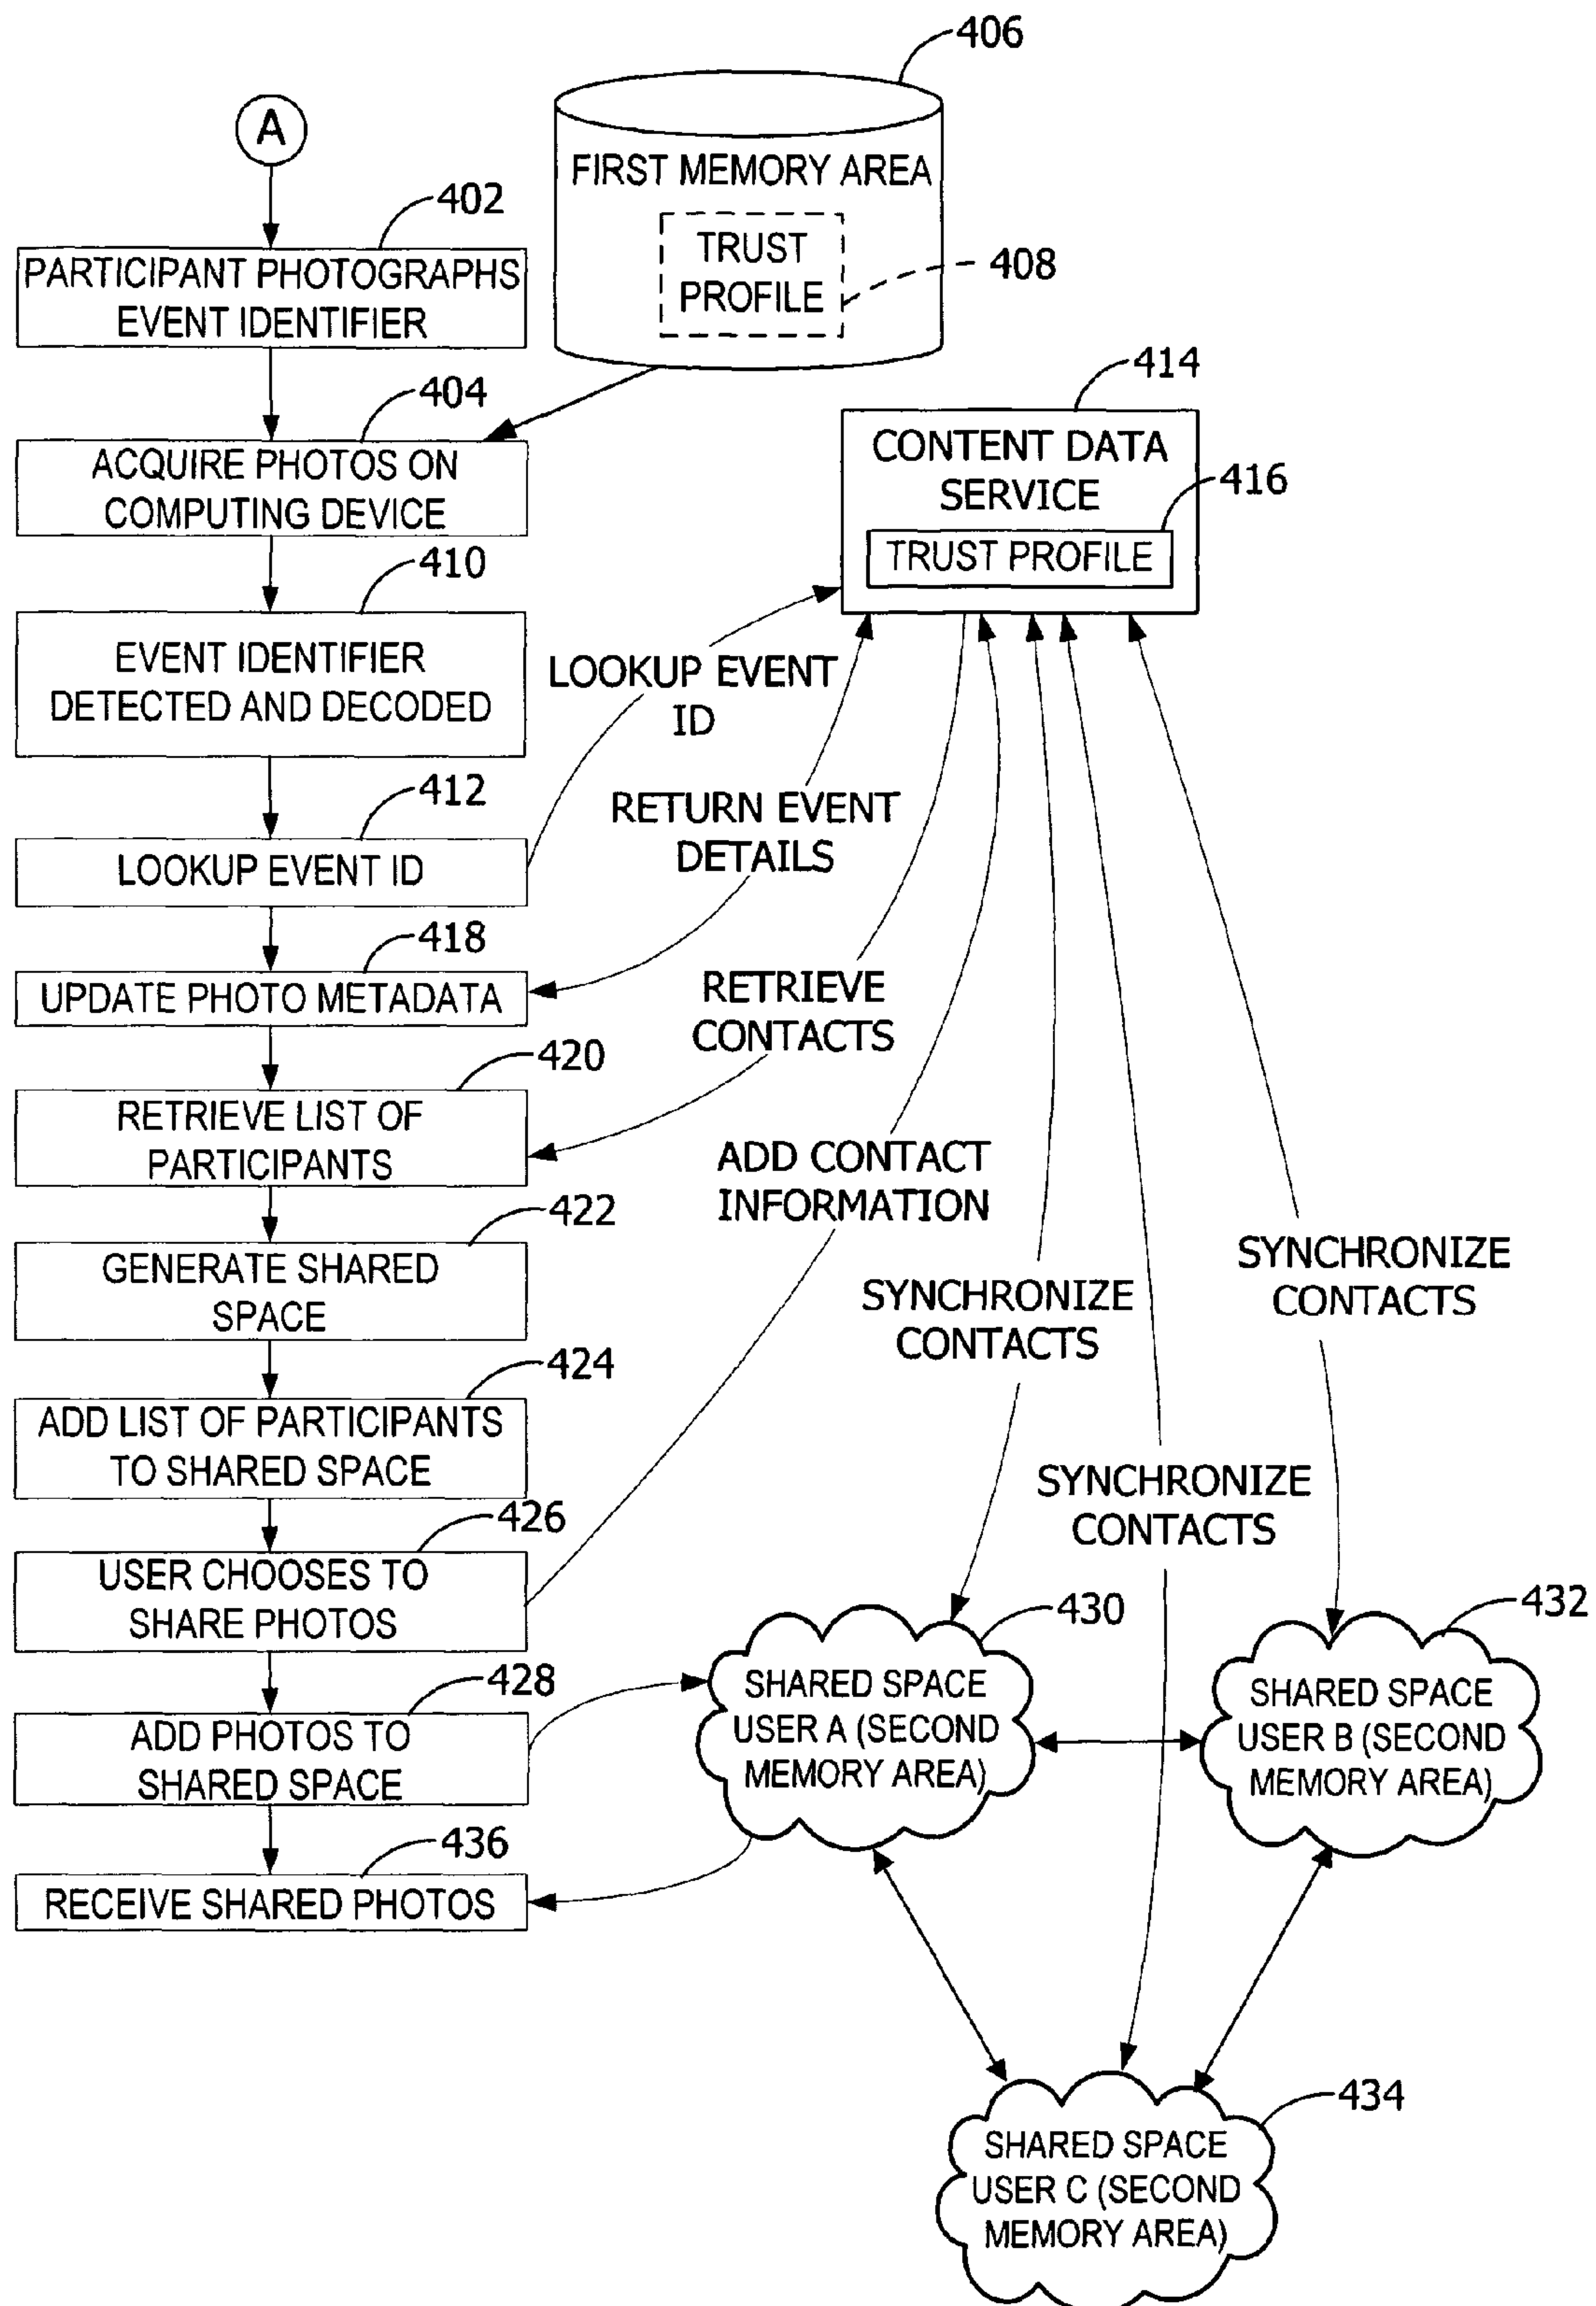 406
A
FIRST MEMORY AREA
402
TRUST
PROFILE
408
PARTICIPANT PHOTOGRAPHS
EVENT IDENTIFIER
404
414
ACQUIRE PHOTOS ON
COMPUTING DEVICE
CONTENT DATA
SERVICE
416
TRUST PROFILE
410
EVENT IDENTIFIER
DETECTED AND DECODED
LOOKUP EVENT
ID
412
LOOKUP EVENT ID
RETURN EVENT
DETAILS
418
UPDATE PHOTO METADATA
RETRIEVE
CONTACTS
420
RETRIEVE LIST OF
PARTICIPANTS
ADD CONTACT
INFORMATION
422
GENERATE SHARED
SPACE
SYNCHRONIZE
CONTACTS
SYNCHRONIZE
CONTACTS
424
ADD LIST OF PARTICIPANTS
TO SHARED SPACE
SYNCHRONIZE
CONTACTS
426
USER CHOOSES TO
SHARE PHOTOS
430
432
428
ADD PHOTOS TO
SHARED SPACE
SHARED SPACE
USER A (SECOND
MEMORY AREA)
SHARED SPACE
USER B (SECOND
MEMORY AREA)
436
RECEIVE SHARED PHOTOS
434
SHARED SPACE
USER C (SECOND
MEMORY AREA)